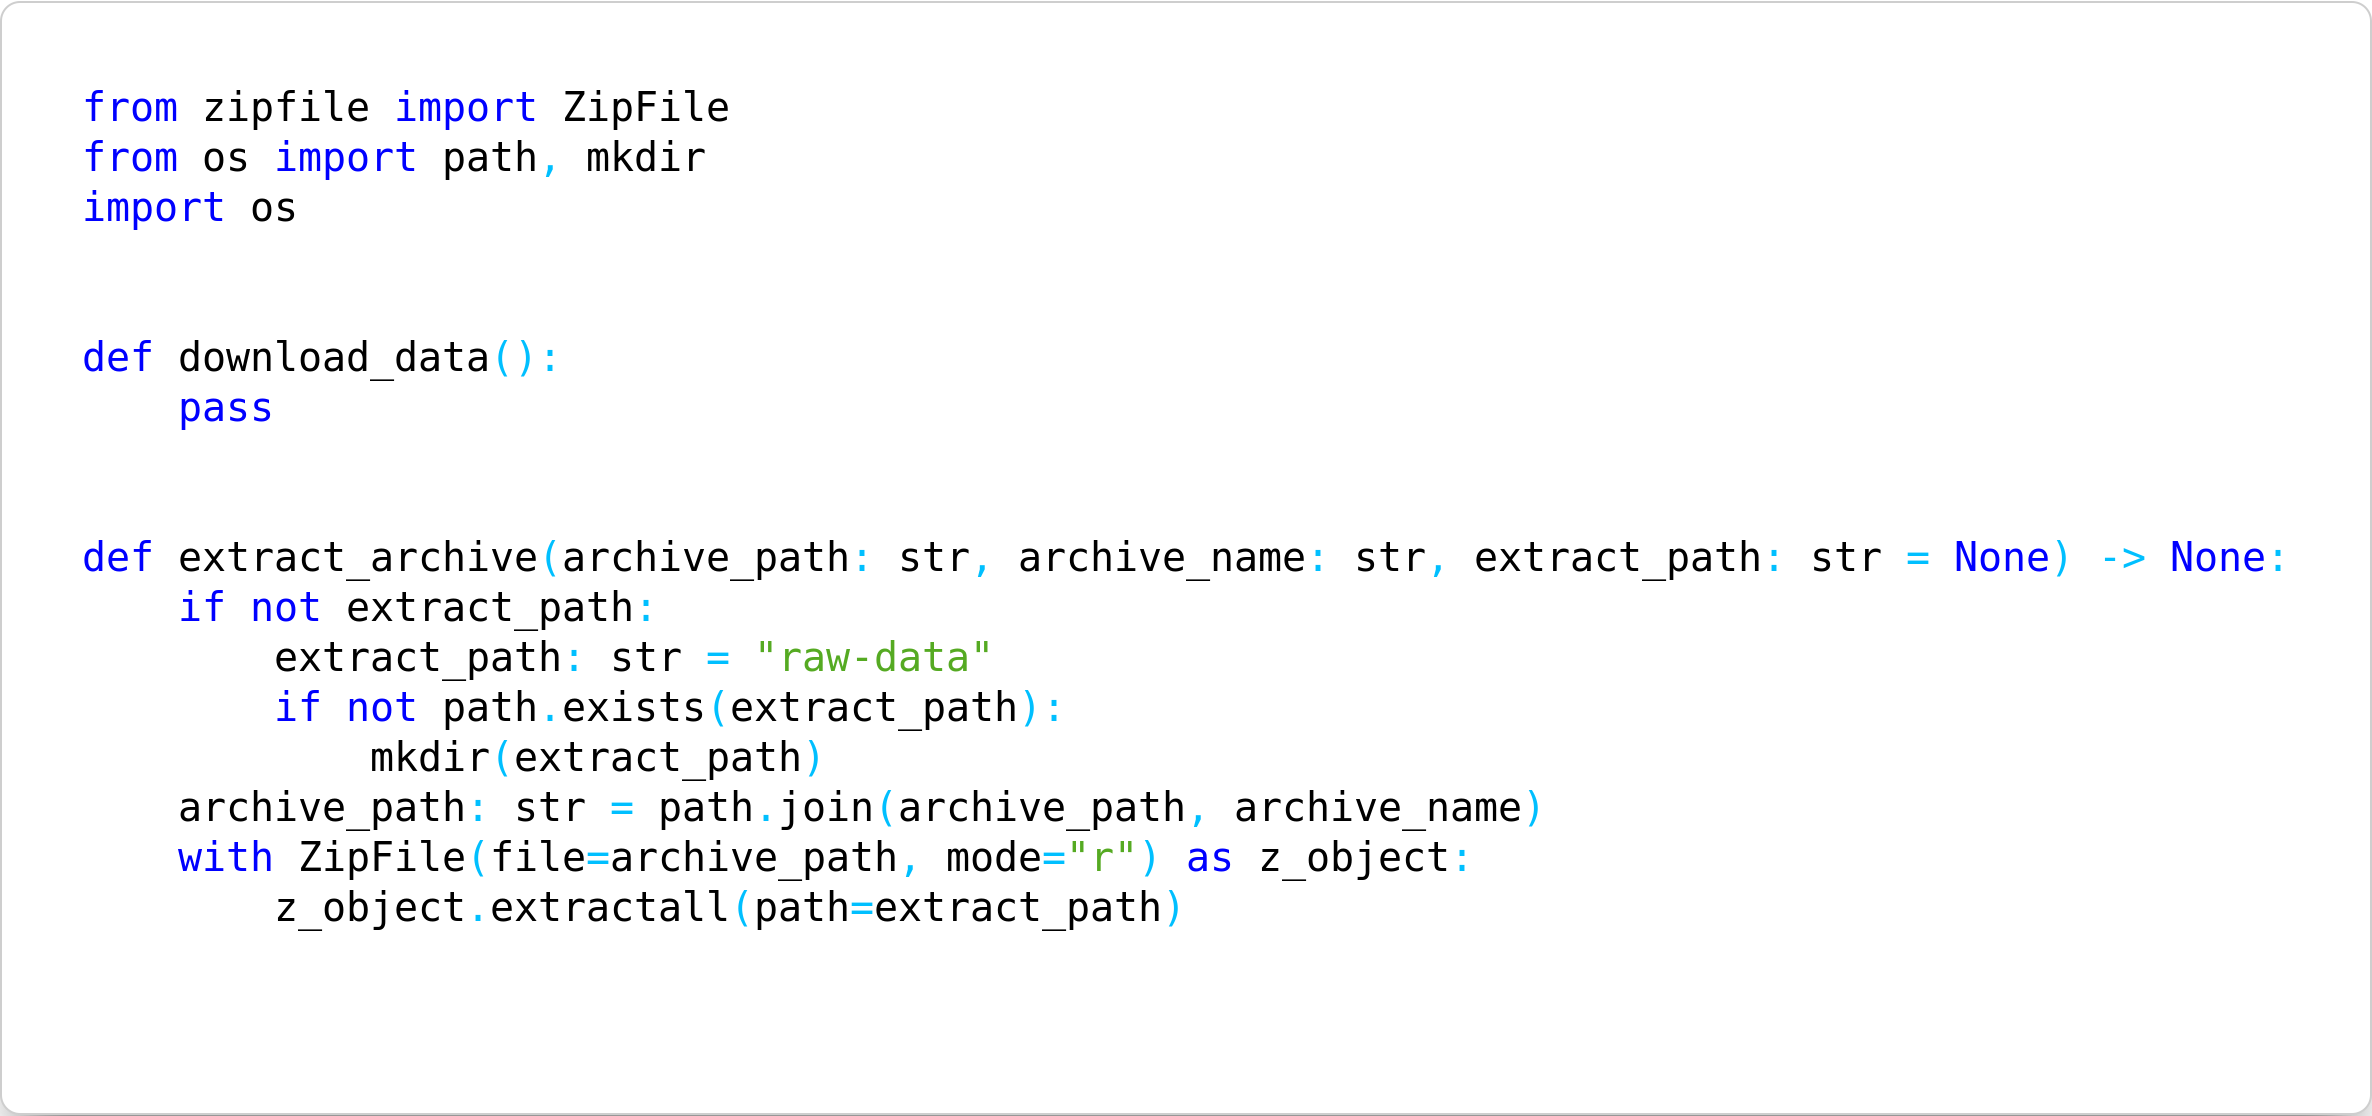 from zipfile import ZipFile
from os import path, mkdir
import os
def download_data():
    pass
def extract_archive(archive_path: str, archive_name: str, extract_path: str = None) -> None:
    if not extract_path:
        extract_path: str = "raw-data"
        if not path.exists(extract_path):
            mkdir(extract_path)
    archive_path: str = path.join(archive_path, archive_name)
    with ZipFile(file=archive_path, mode="r") as z_object:
        z_object.extractall(path=extract_path)